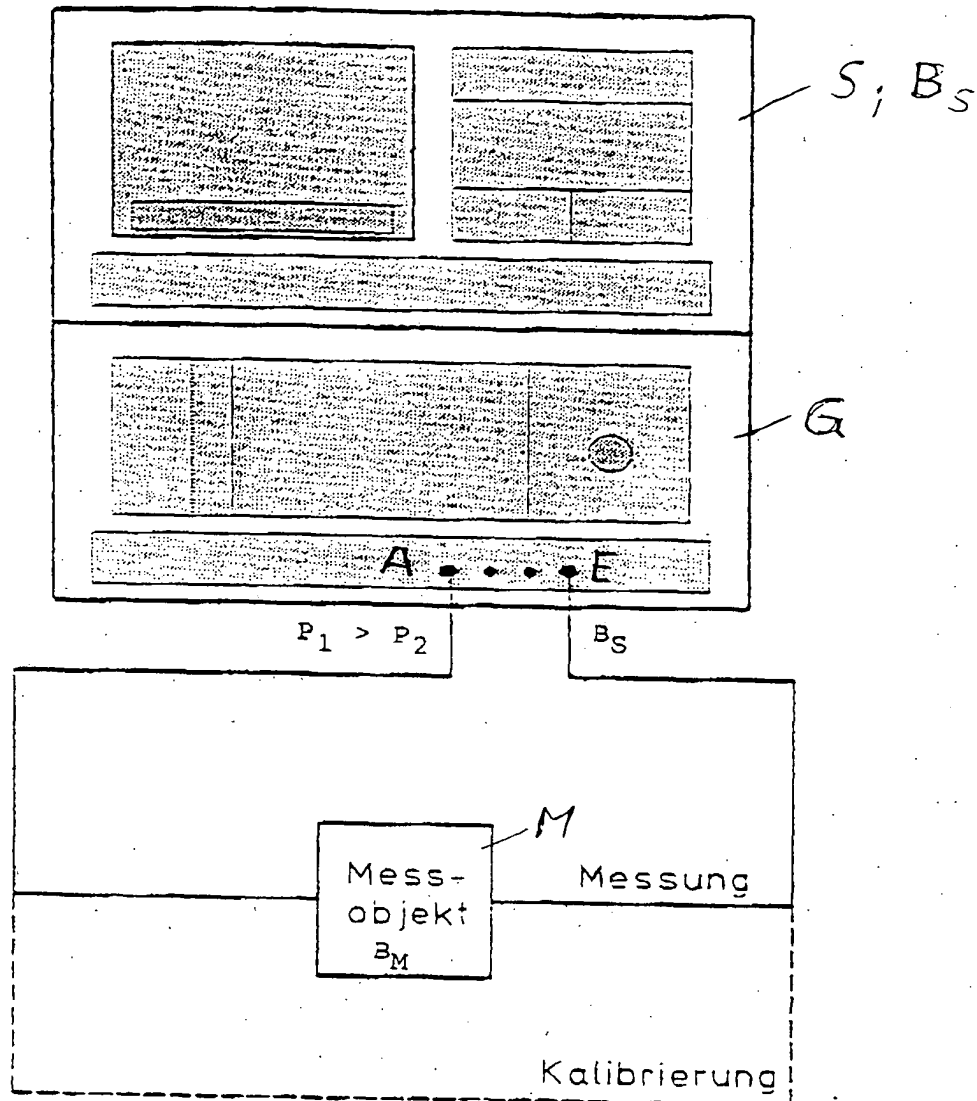 S; B_S
G
A E
P_1 > P_2 B_S
M
Mess-
objekt
B_M
Messung
Kalibrierung